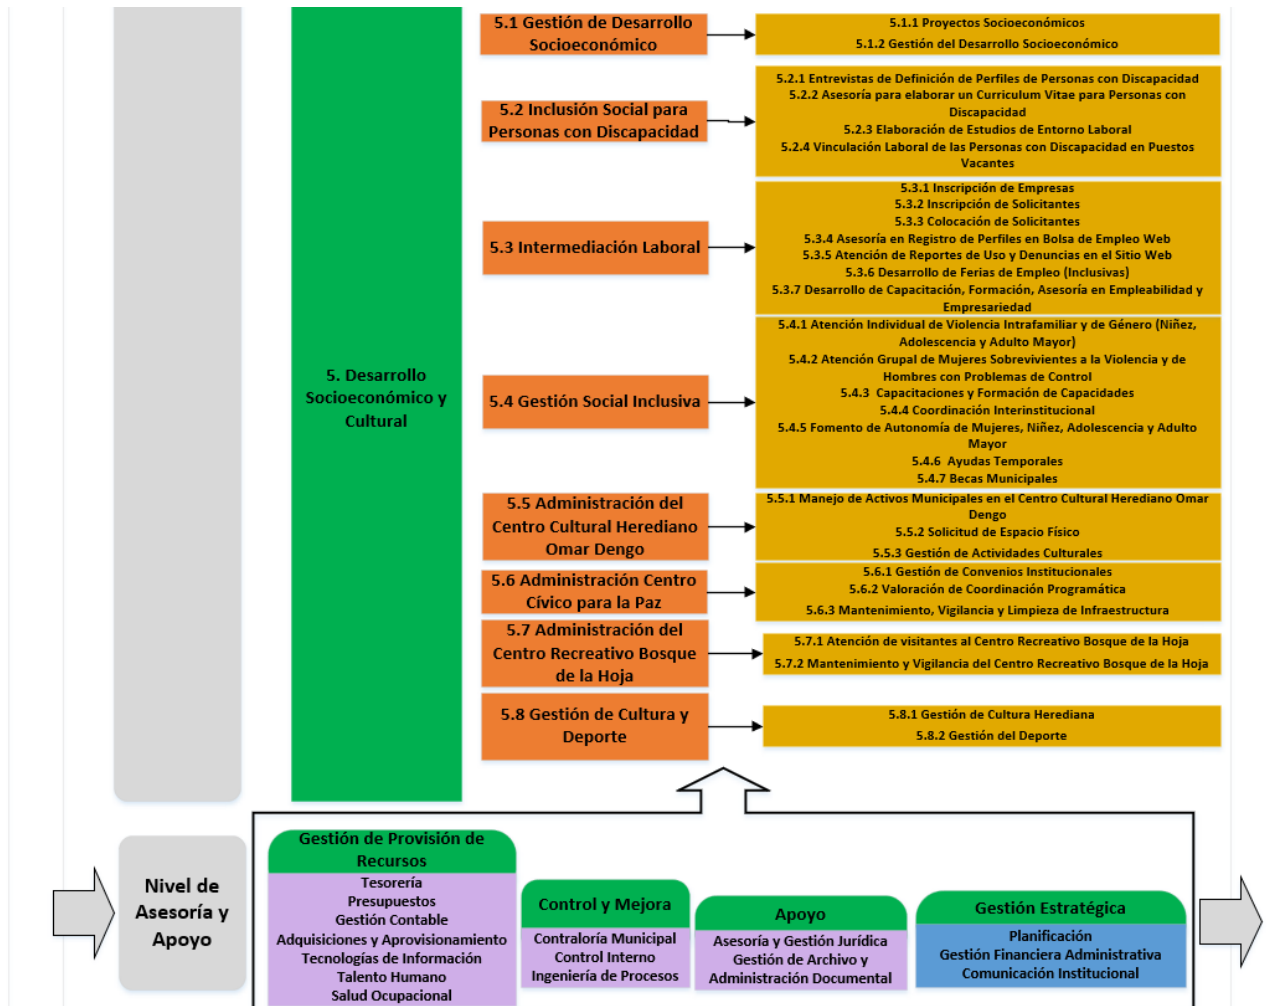 5. Desarrollo
Socioeconómico y
Cultural
5.1 Gestión de Desarrollo
Socioeconómico
5.1.1 Proyectos Socioeconómicos
5.1.2 Gestión del Desarrollo Socioeconómico
5.2 Inclusión Social para
Personas con Discapacidad
5.2.1 Entrevistas de Definición de Perfiles de Personas con Discapacidad
5.2.2 Asesoría para elaborar un Curriculum Vitae para Personas con
Discapacidad
5.2.3 Elaboración de Estudios de Entorno Laboral
5.2.4 Vinculación Laboral de las Personas con Discapacidad en Puestos
Vacantes
5.3 Intermediación Laboral
5.3.1 Inscripción de Empresas
5.3.2 Inscripción de Solicitantes
5.3.3 Colocación de Solicitantes
5.3.4 Asesoría en Registro de Perfiles en Bolsa de Empleo Web
5.3.5 Atención de Reportes de Uso y Denuncias en el Sitio Web
5.3.6 Desarrollo de Ferias de Empleo (Inclusivas)
5.3.7 Desarrollo de Capacitación, Formación, Asesoría en Empleabilidad y
Empresariedad
5.4 Gestión Social Inclusiva
5.4.1 Atención Individual de Violencia Intrafamiliar y de Género (Niñez,
Adolescencia y Adulto Mayor)
5.4.2 Atención Grupal de Mujeres Sobrevivientes a la Violencia y de
Hombres con Problemas de Control
5.4.3 Capacitaciones y Formación de Capacidades
5.4.4 Coordinación Interinstitucional
5.4.5 Fomento de Autonomía de Mujeres, Niñez, Adolescencia y Adulto
Mayor
5.4.6 Ayudas Temporales
5.4.7 Becas Municipales
5.5 Administración del
Centro Cultural Herediano
Omar Dengo
5.5.1 Manejo de Activos Municipales en el Centro Cultural Herediano Omar
Dengo
5.5.2 Solicitud de Espacio Físico
5.5.3 Gestión de Actividades Culturales
5.6 Administración Centro
Cívico para la Paz
5.6.1 Gestión de Convenios Institucionales
5.6.2 Valoración de Coordinación Programática
5.6.3 Mantenimiento, Vigilancia y Limpieza de Infraestructura
5.7 Administración del
Centro Recreativo Bosque
de la Hoja
5.7.1 Atención de visitantes al Centro Recreativo Bosque de la Hoja
5.7.2 Mantenimiento y Vigilancia del Centro Recreativo Bosque de la Hoja
5.8 Gestión de Cultura y
Deporte
5.8.1 Gestión de Cultura Herediana
5.8.2 Gestión del Deporte
Nivel de
Asesoría y
Apoyo
Gestión de Provisión de
Recursos
Tesorería
Presupuestos
Gestión Contable
Adquisiciones y Aprovisionamiento
Tecnologías de Información
Talento Humano
Salud Ocupacional
Control y Mejora
Contraloría Municipal
Control Interno
Ingeniería de Procesos
Apoyo
Asesoría y Gestión Jurídica
Gestión de Archivo y
Administración Documental
Gestión Estratégica
Planificación
Gestión Financiera Administrativa
Comunicación Institucional